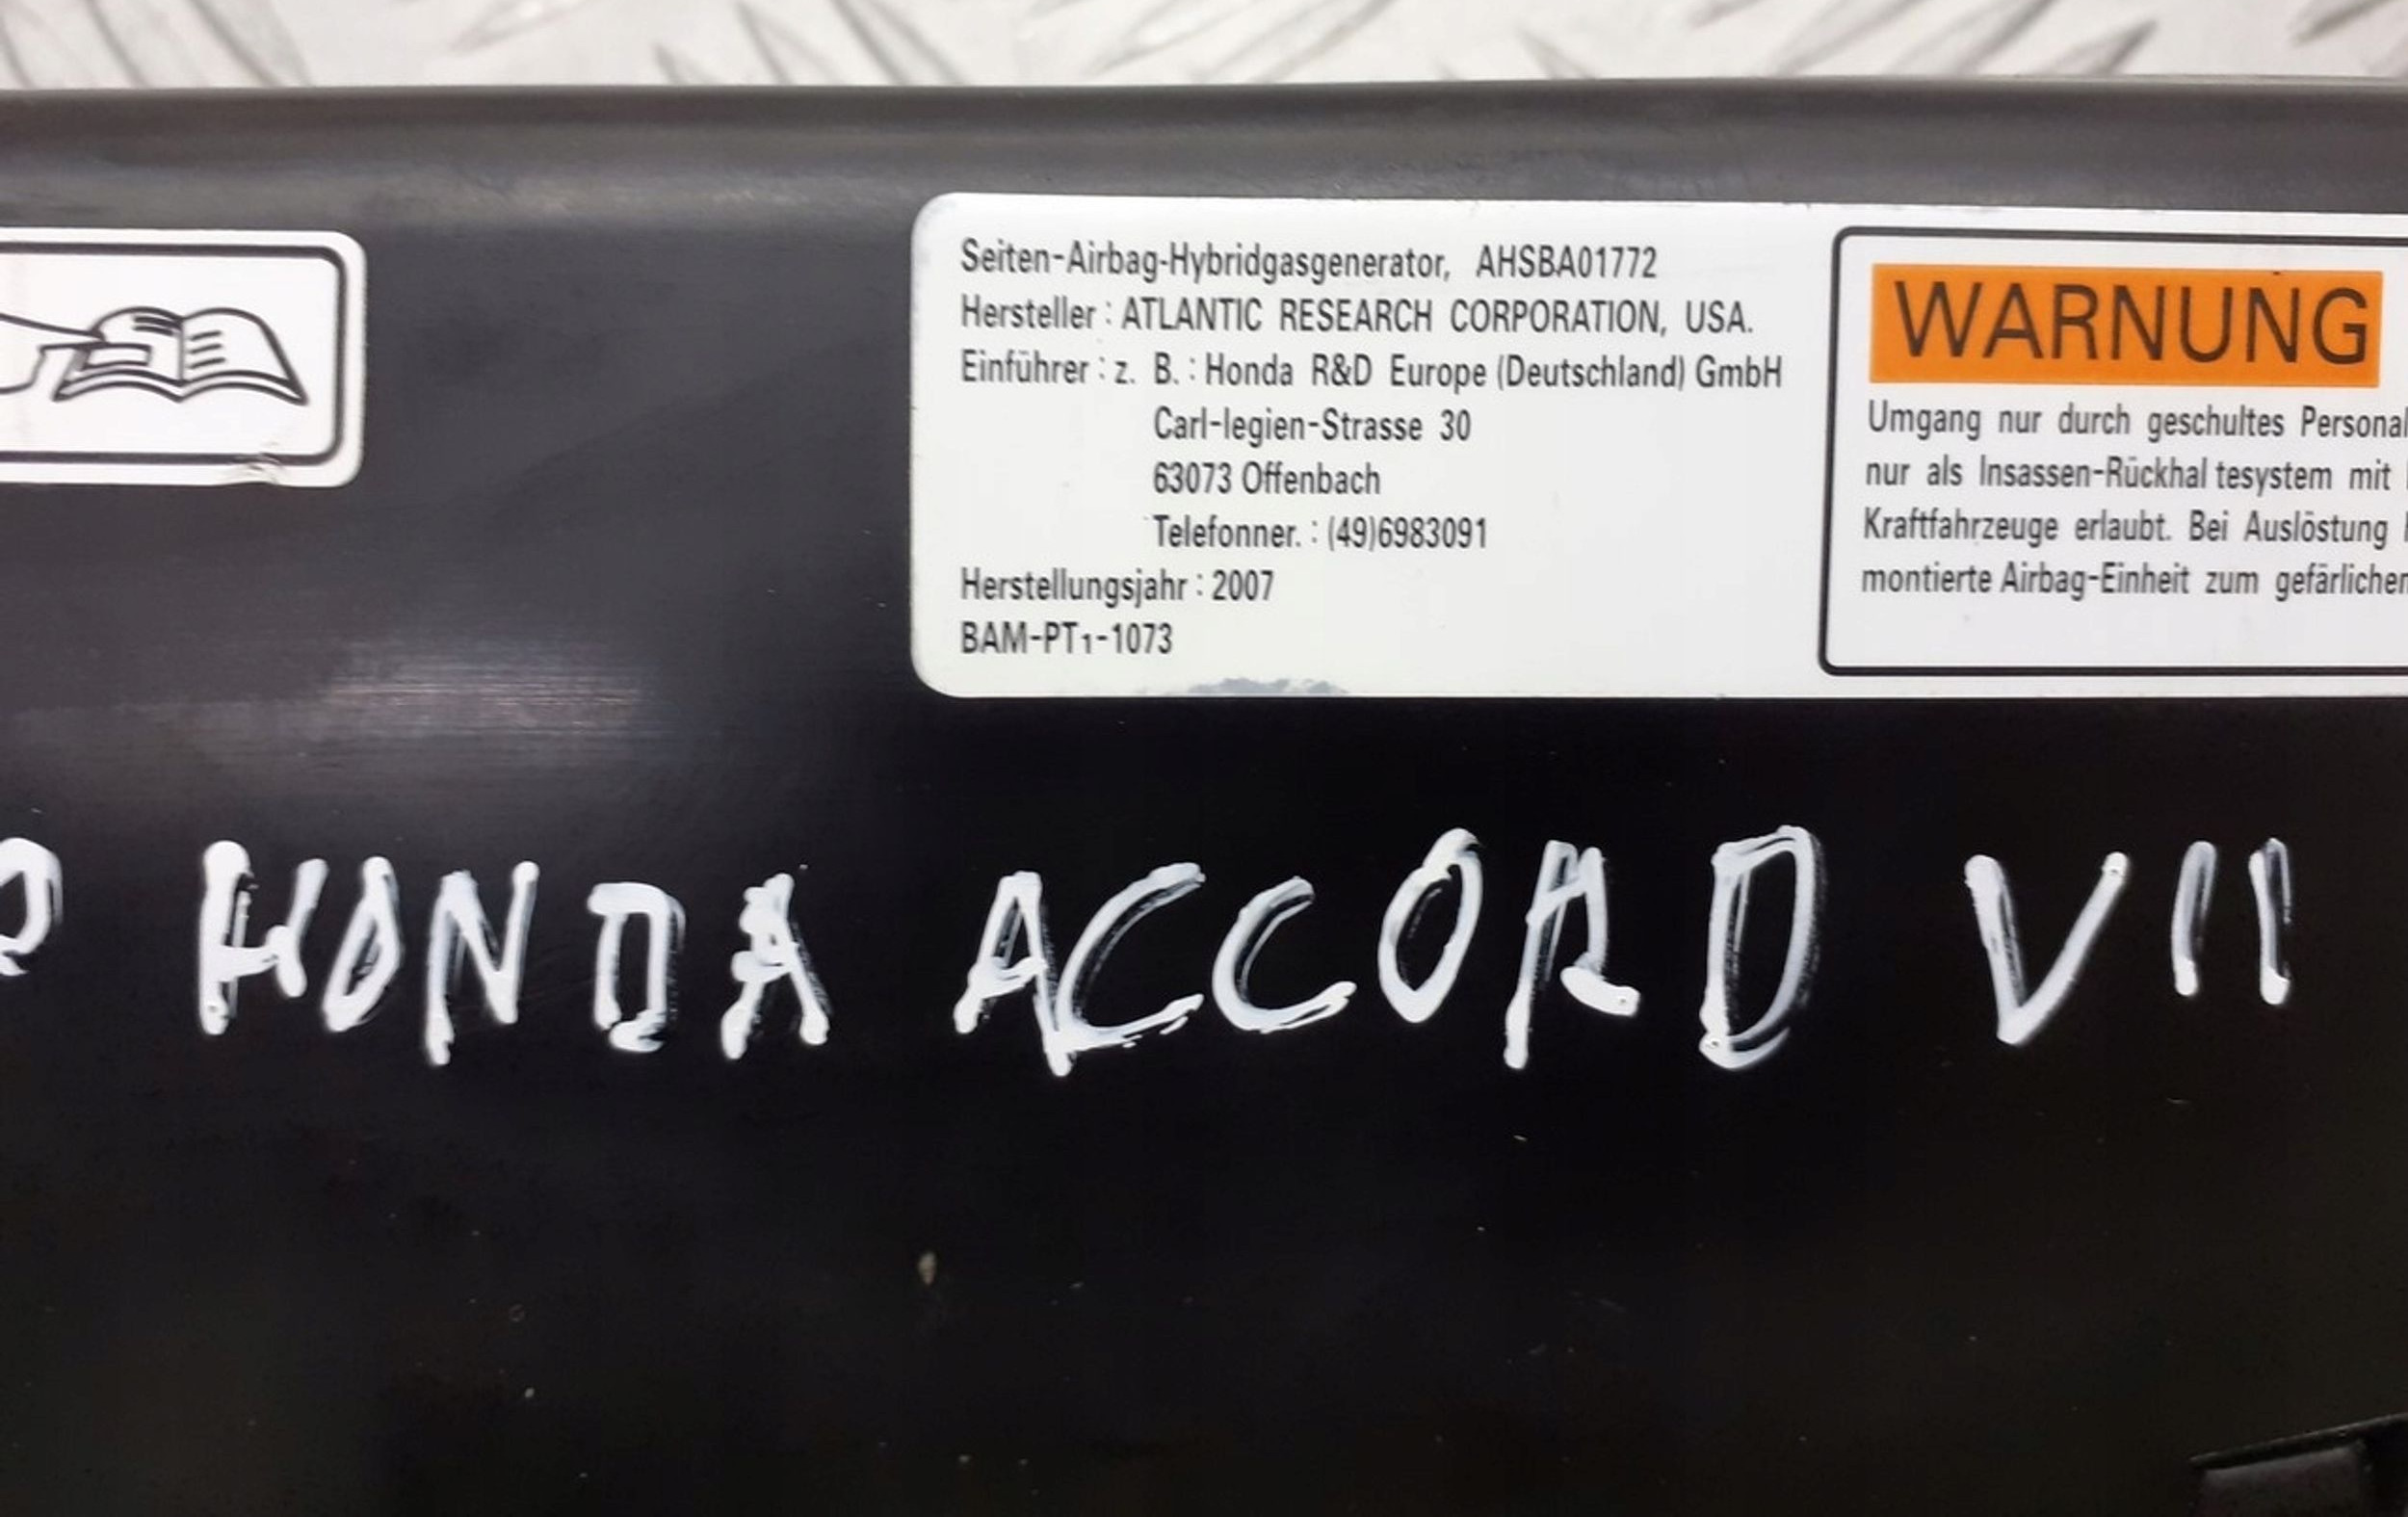 Seiten-Airbag-Hybridgasgenerator, AHSBA01772
Hersteller : ATLANTIC RESEARCH CORPORATION, USA.
Einführer : z. B. : Honda R&D Europe (Deutschland) GmbH
Carl-legien-Strasse 30
63073 Offenbach
Telefonner. : (49)6983091
Herstellungsjahr : 2007
BAM-PT1-1073
WARNUNG
Umgang nur durch geschultes Personal
nur als Insassen-Rückhal tesystem mit
Kraftfahrzeuge erlaubt. Bei Auslöstung
montierte Airbag-Einheit zum gefärlichen
HONDA ACCORD VII